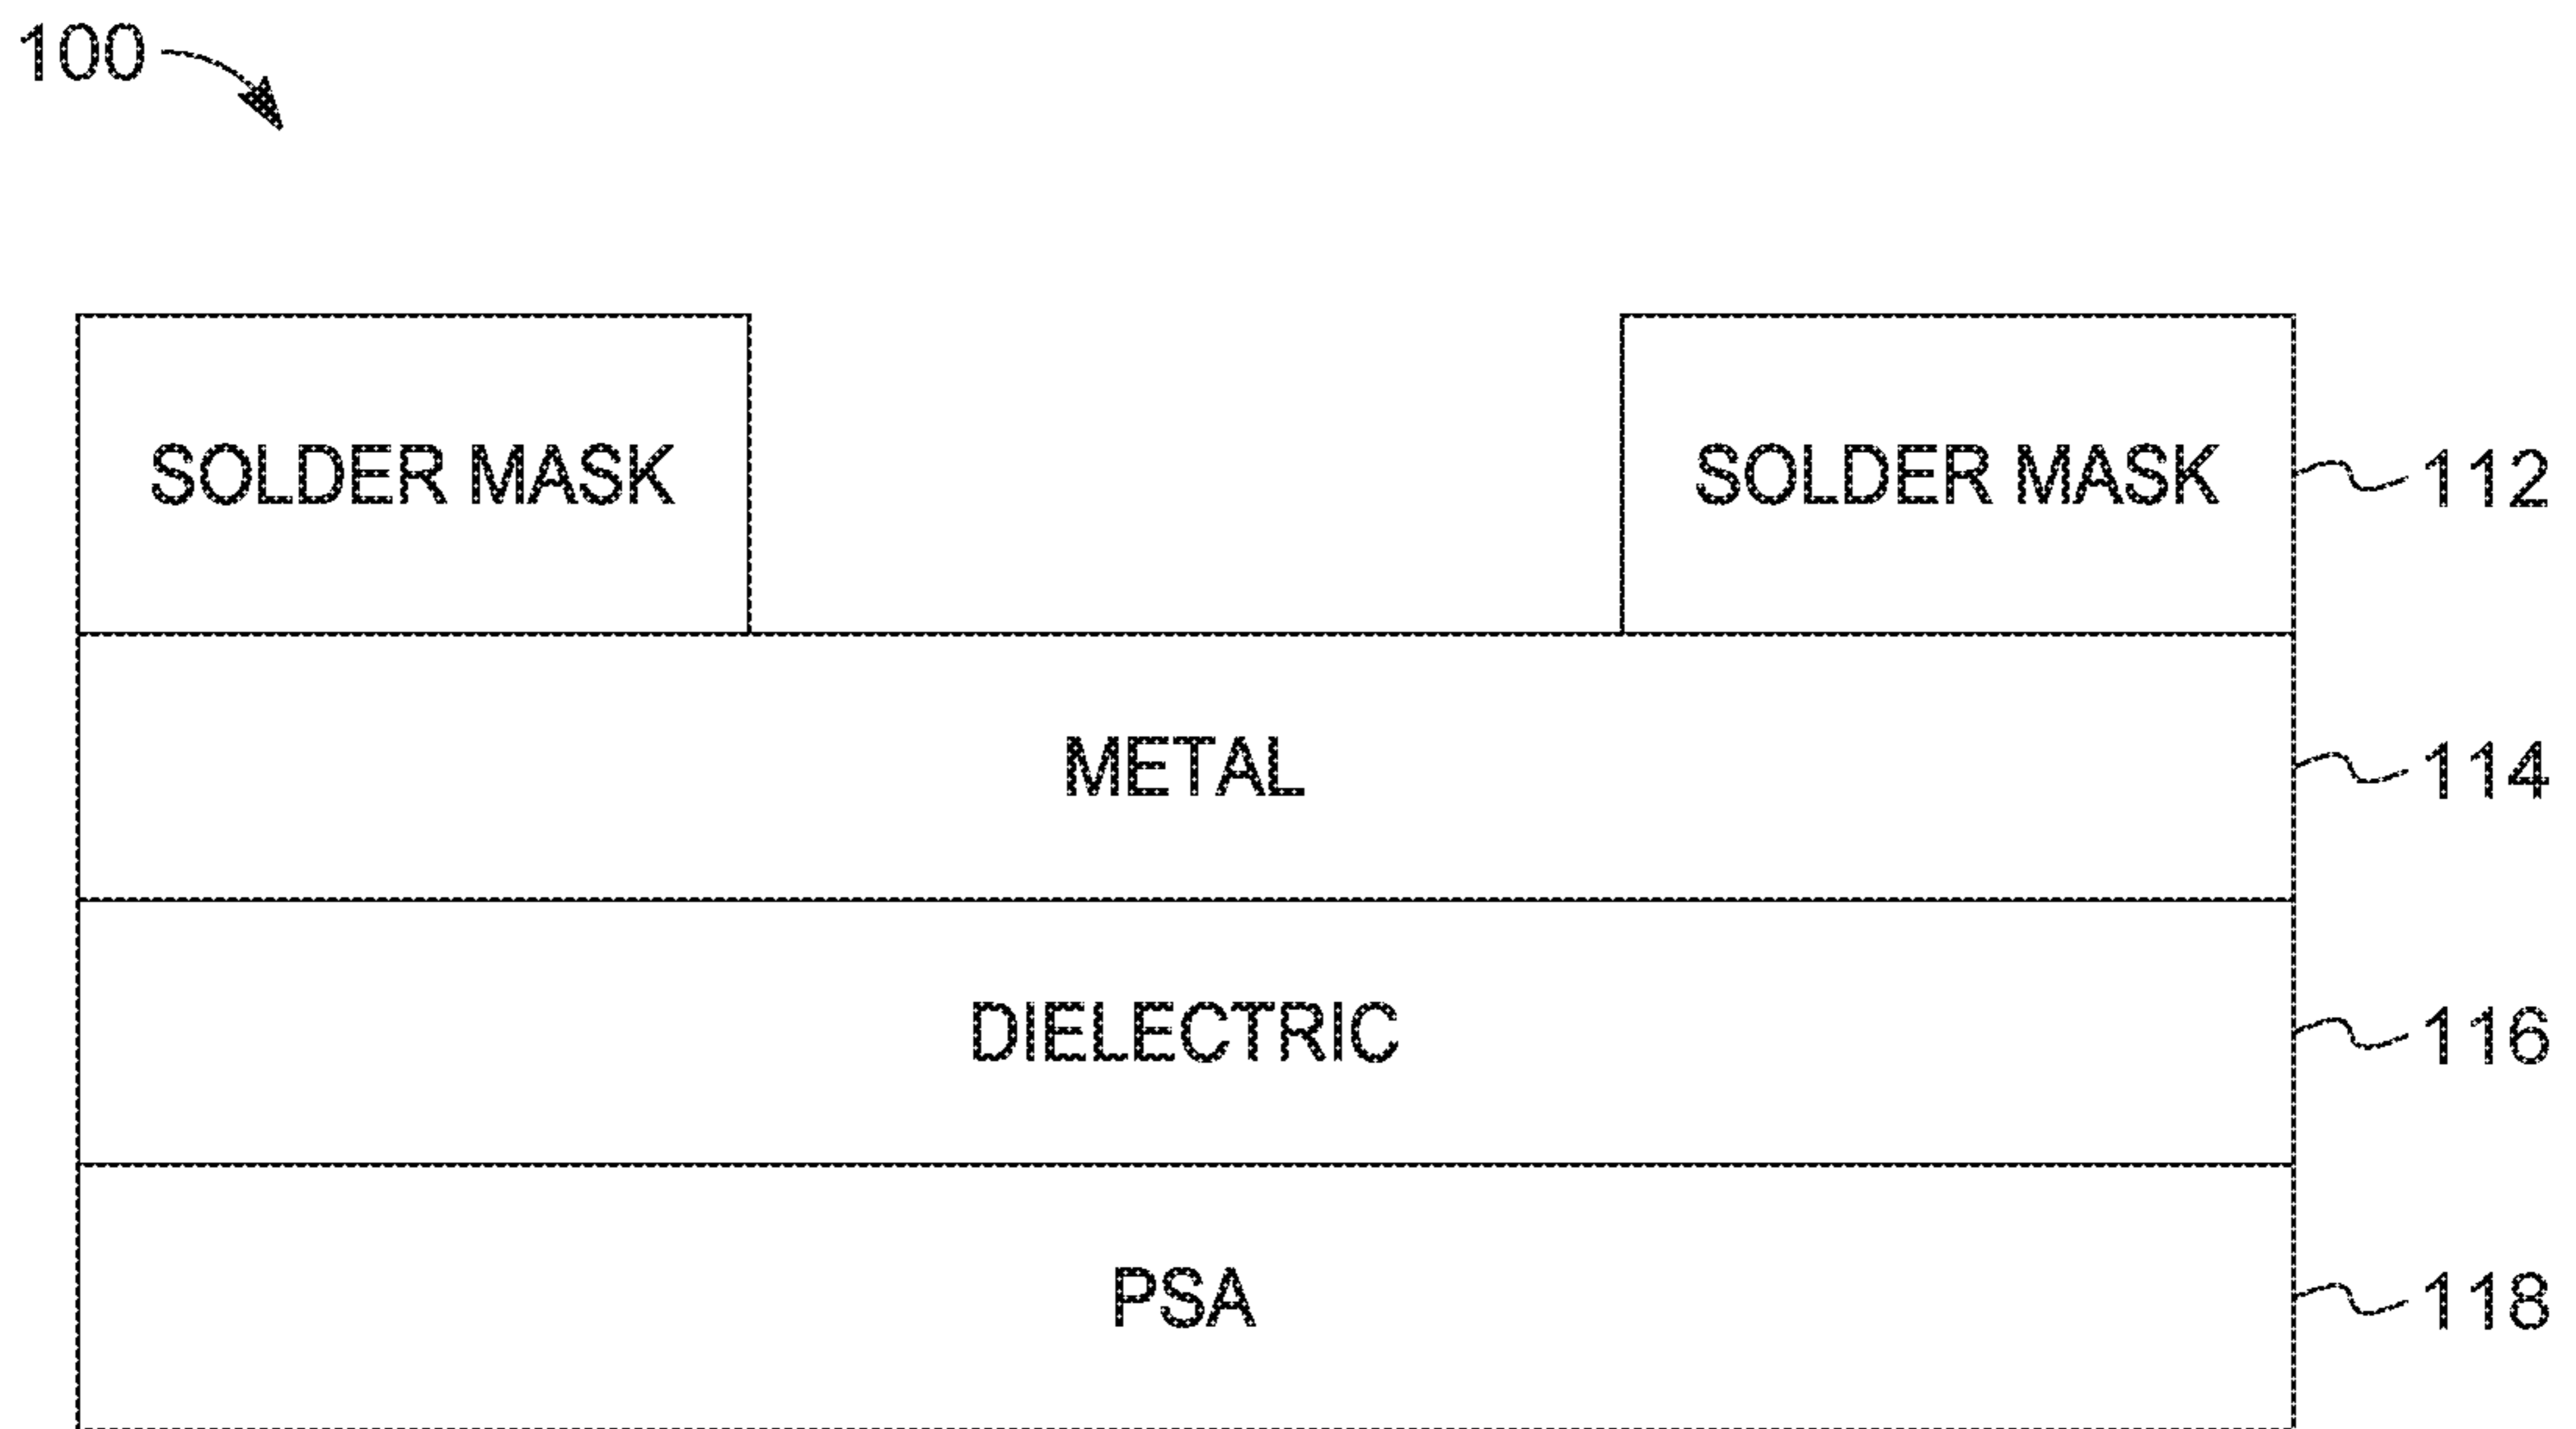 100
SOLDER MASK SOLDER MASK 112
METAL 114
DIELECTRIC 116
PSA 118